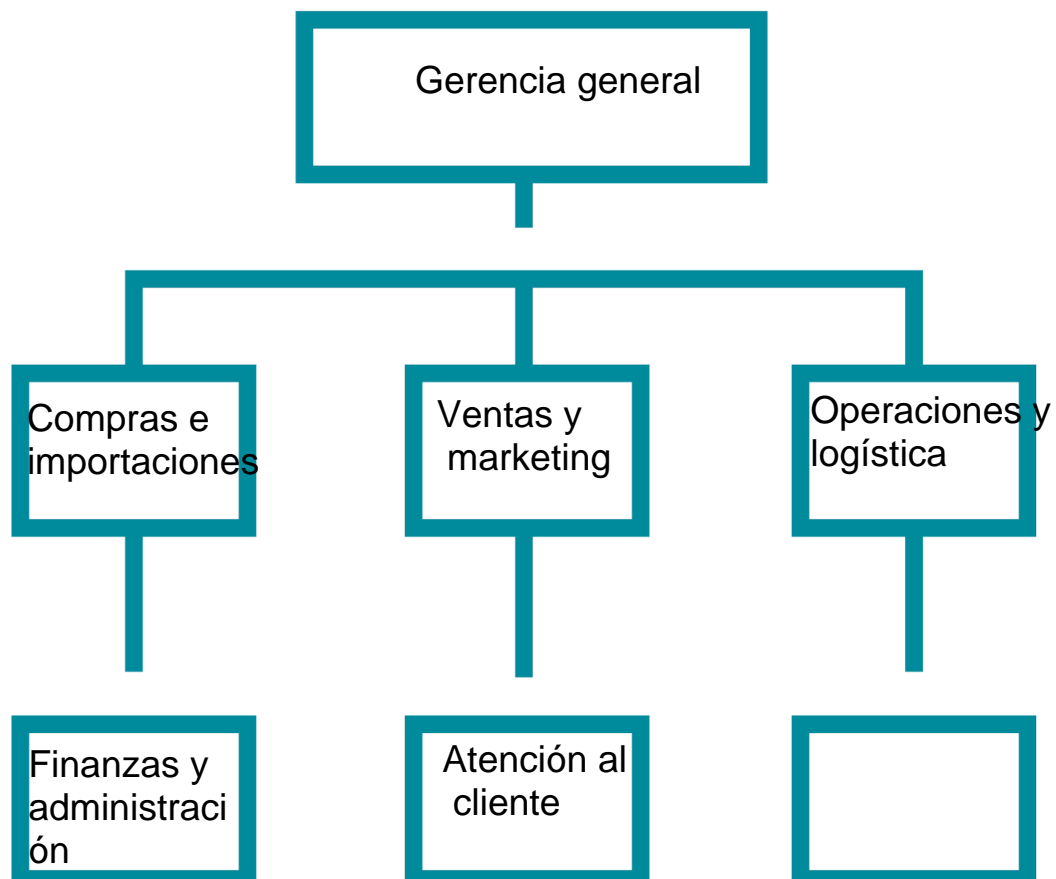 Gerencia general
Compras e
importaciones
Ventas y
marketing
Operaciones y
logística
Finanzas y
administraci
ón
Atención al
cliente